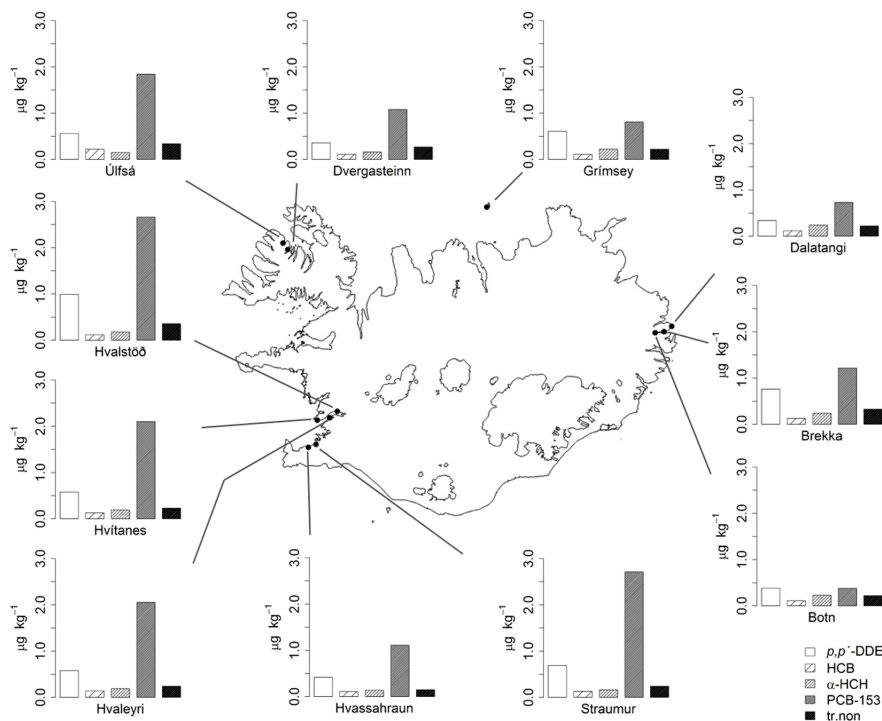 μg kg⁻¹
3.0
2.0
1.0
0.0
Úlfsá
μg kg⁻¹
3.0
2.0
1.0
0.0
Dvergasteinn
μg kg⁻¹
3.0
2.0
1.0
0.0
Grímsey
μg kg⁻¹
3.0
2.0
1.0
0.0
Dalatangi
μg kg⁻¹
3.0
2.0
1.0
0.0
Hvalstöð
μg kg⁻¹
3.0
2.0
1.0
0.0
Brekka
μg kg⁻¹
3.0
2.0
1.0
0.0
Hvítanes
μg kg⁻¹
3.0
2.0
1.0
0.0
Botn
μg kg⁻¹
3.0
2.0
1.0
0.0
Hvaleyri
μg kg⁻¹
3.0
2.0
1.0
0.0
Hvassahraun
μg kg⁻¹
3.0
2.0
1.0
0.0
Straumur
p,p´-DDE
HCB
α-HCH
PCB-153
tr.non